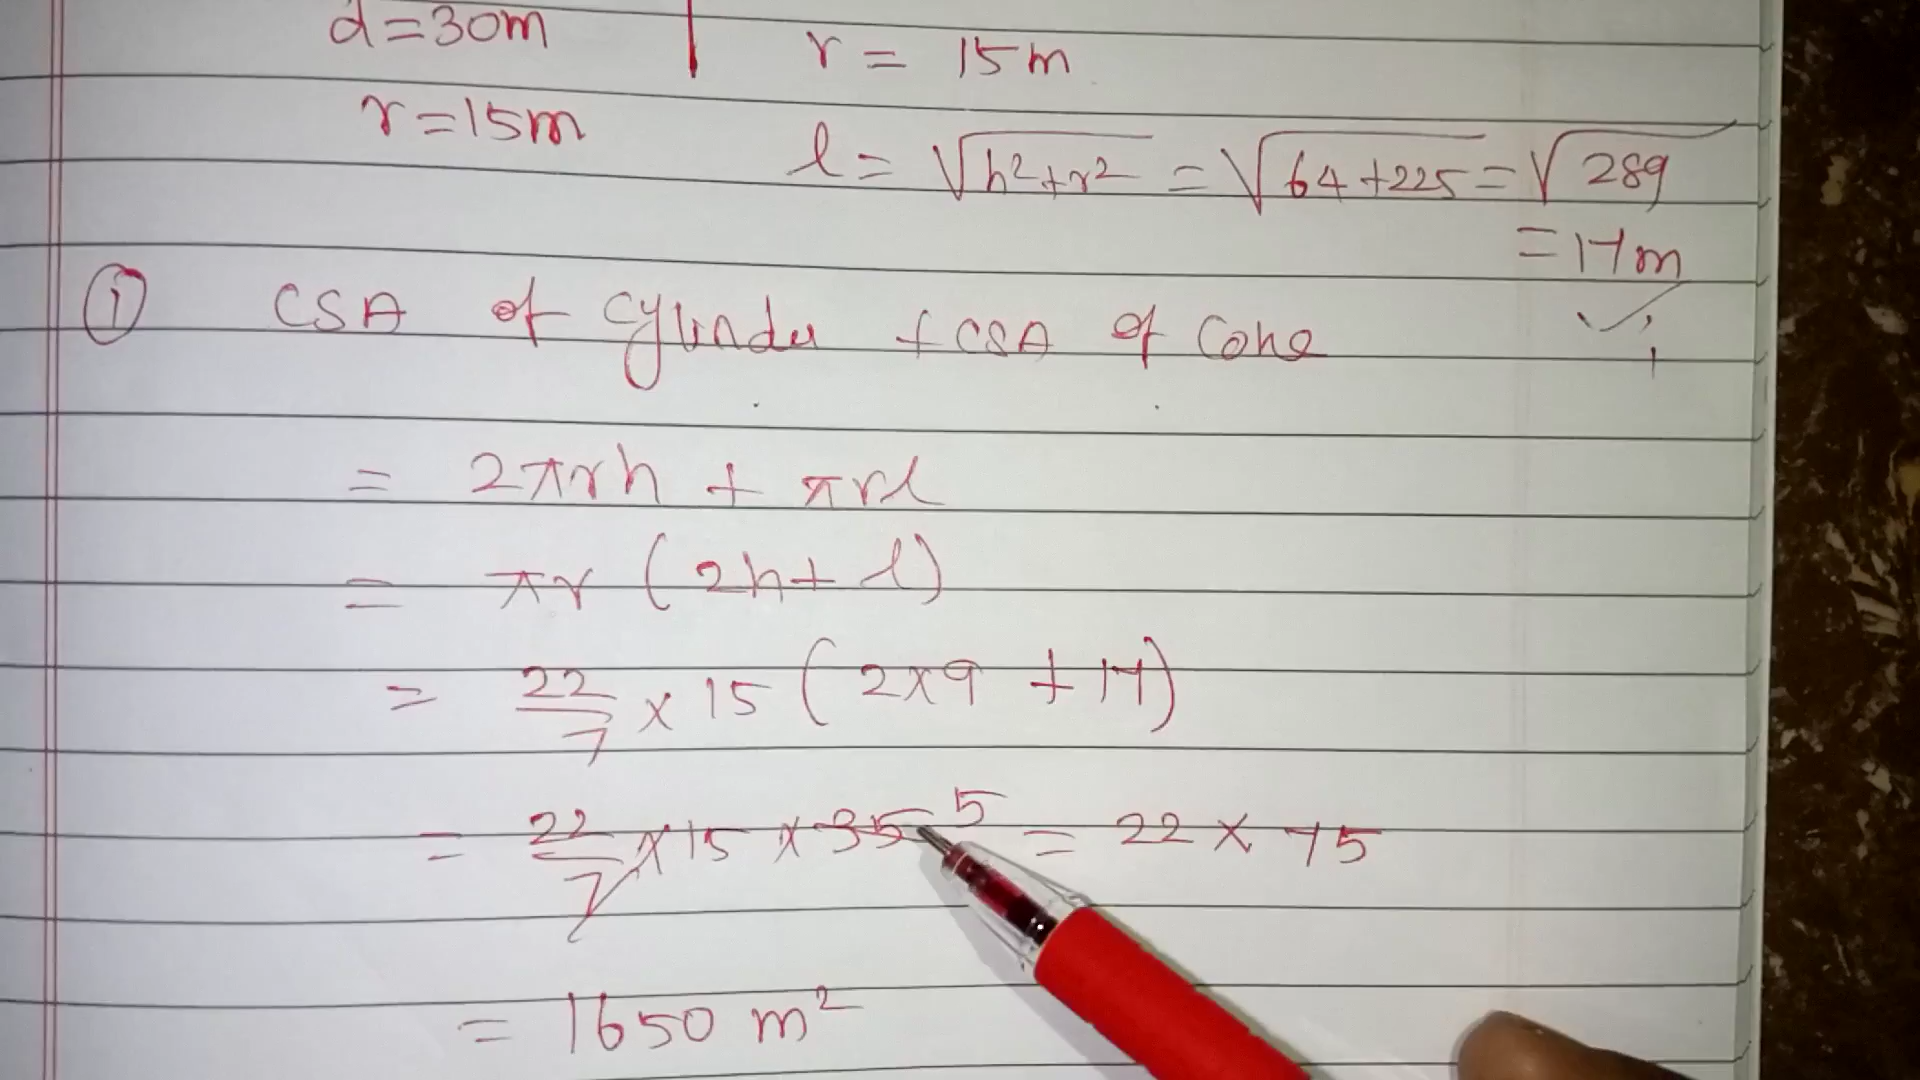 d=30m
r = 15m
r=15m
l = √h²+r² = √64+225 = √289
= 17m
(i) CSA of cylinder + CSA of Cone
= 2πrh + πrl
= πr (2h+l)
= 22/7 × 15 (2×9 + 17)
= 22/7 × 15 × 35 5 = 22 × 75
= 1650 m²